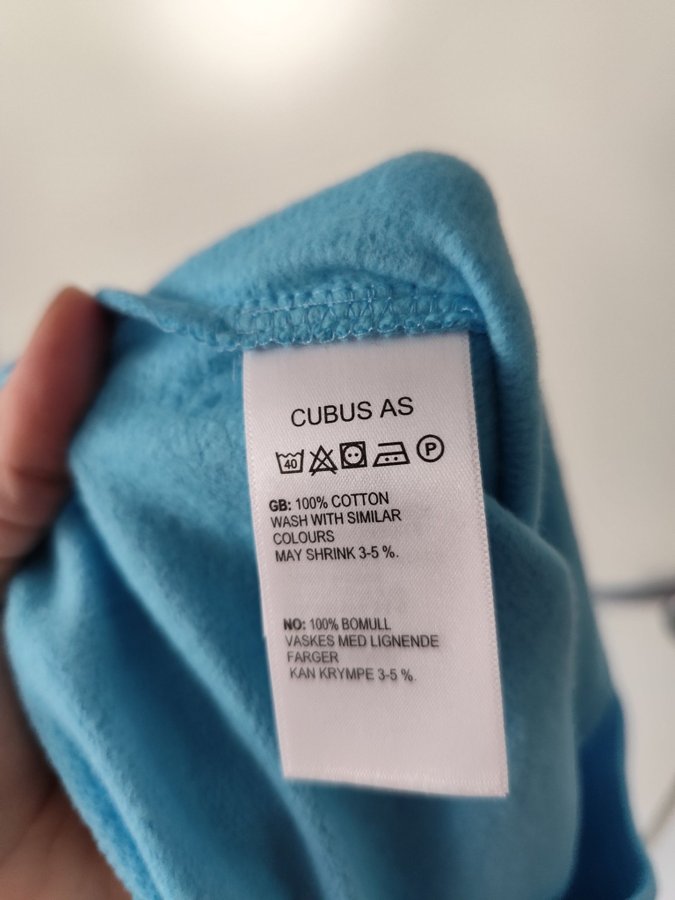 CUBUS AS
40 P
GB: 100% COTTON
WASH WITH SIMILAR
COLOURS
MAY SHRINK 3-5 %.
NO: 100% BOMULL
VASKES MED LIGNENDE
FARGER
KAN KRYMPE 3-5 %.